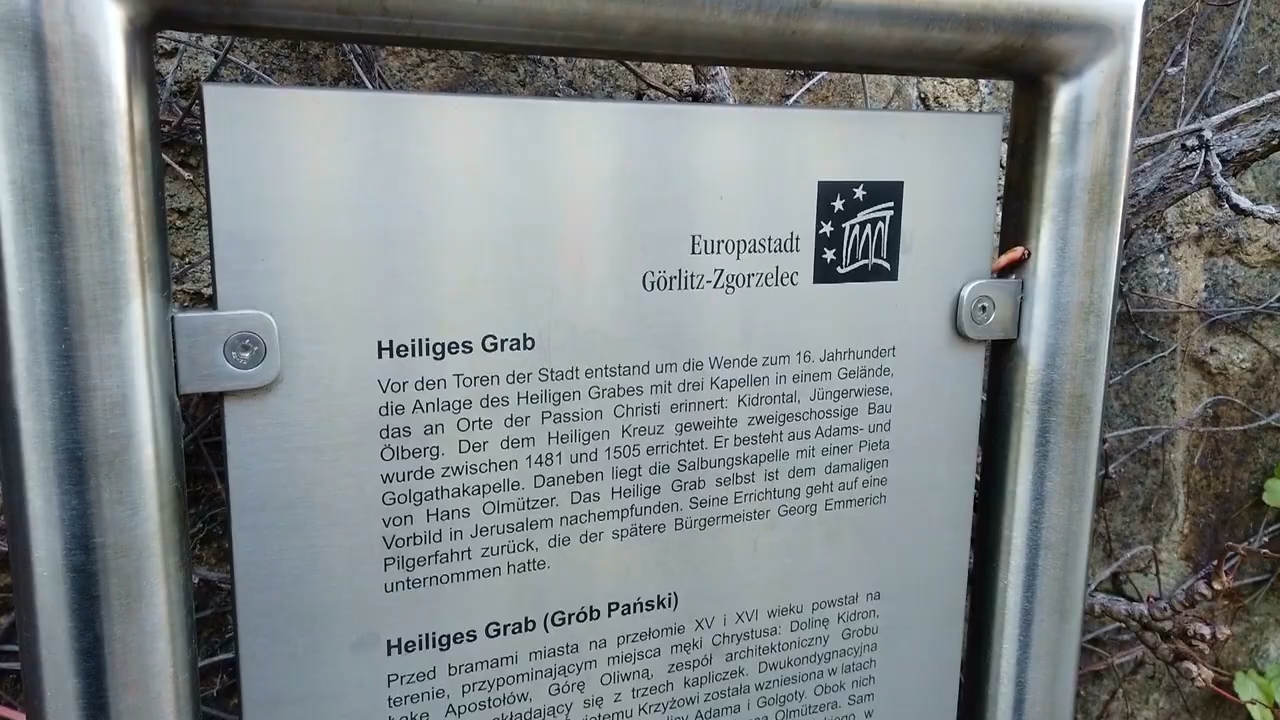 Europastadt
Görlitz-Zgorzelec
Heiliges Grab
Vor den Toren der Stadt entstand um die Wende zum 16. Jahrhundert
die Anlage des Heiligen Grabes mit drei Kapellen in einem Gelände,
das an Orte der Passion Christi erinnert: Kidrontal, Jüngerwiese,
Ölberg. Der dem Heiligen Kreuz geweihte zweigeschossige Bau
wurde zwischen 1481 und 1505 errichtet. Er besteht aus Adams- und
Golgathakapelle. Daneben liegt die Salbungskapelle mit einer Pieta
von Hans Olmützer. Das Heilige Grab selbst ist dem damaligen
Vorbild in Jerusalem nachempfunden. Seine Errichtung geht auf eine
Pilgerfahrt zurück, die der spätere Bürgermeister Georg Emmerich
unternommen hatte.
Heiliges Grab (Grób Pański)
Przed bramami miasta na przełomie XV i XVI wieku powstał na
terenie, przypominającym miejsca męki Chrystusa: Dolinę Kidron,
Łąkę Apostołów, Górę Oliwną, zespół architektoniczny Grobu
się z trzech kapliczek. Dwukondygnacyjna
Krzyżowi została wzniesiona w latach
Adama i Golgoty. Obok nich
Olmützera. Sam
w